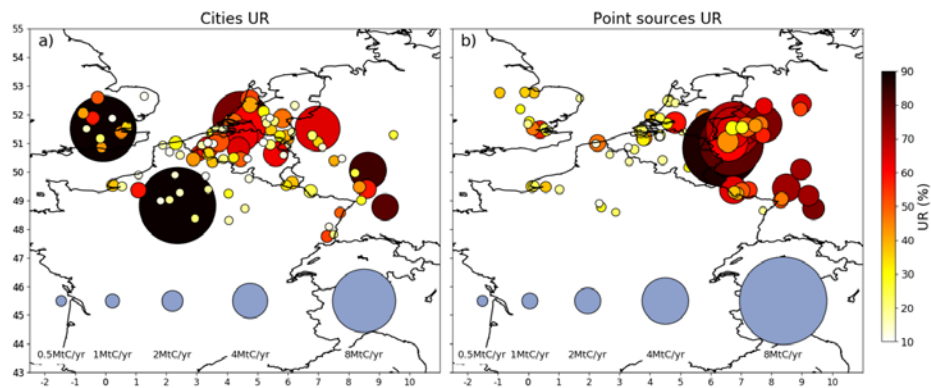 Cities UR
Point sources UR
a)
b)
55
54
53
52
51
50
49
48
47
46
45
44
43
0.5MtC/yr 1MtC/yr 2MtC/yr 4MtC/yr 8MtC/yr
0.5MtC/yr 1MtC/yr 2MtC/yr 4MtC/yr 8MtC/yr
-2 -1 0 1 2 3 4 5 6 7 8 9 10
-2 -1 0 1 2 3 4 5 6 7 8 9 10
90
80
70
60
50
40
30
20
10
UR (%)